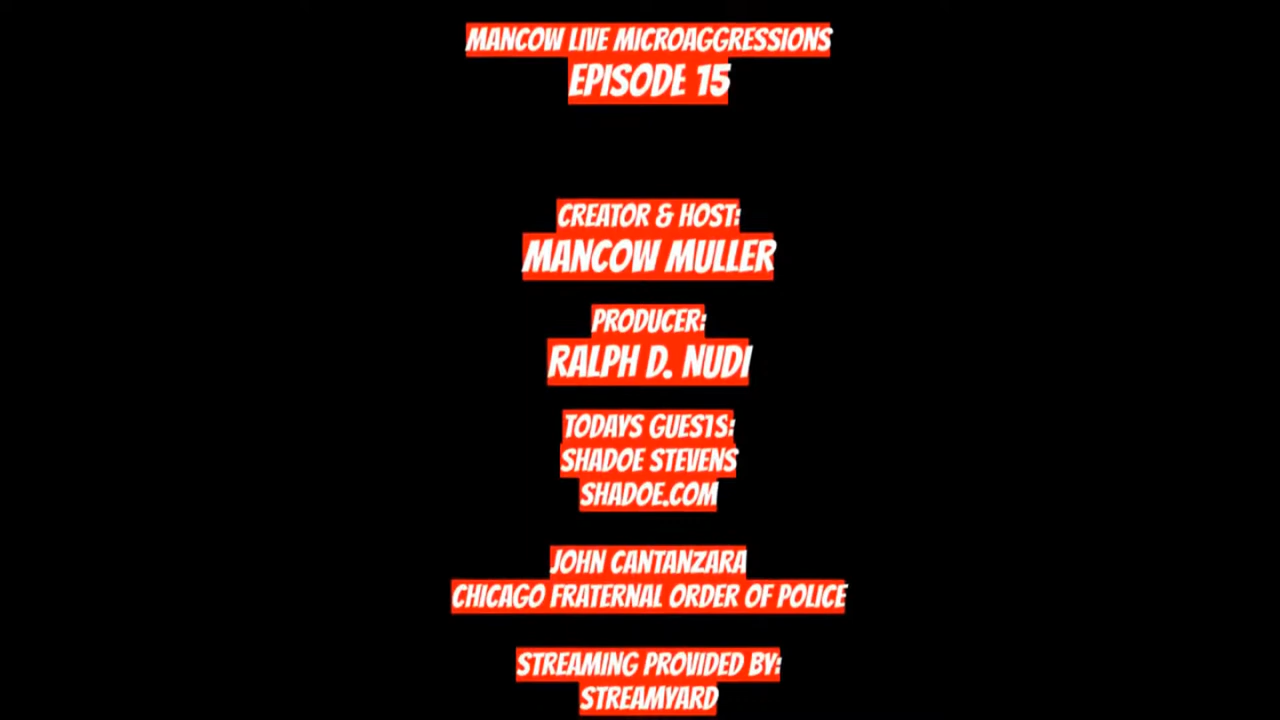 MANCOW LIVE MICROAGGRESSIONS
EPISODE 15
CREATOR & HOST:
MANCOW MULLER
PRODUCER:
RALPH D. NUDI
TODAYS GUESTS:
SHADOE STEVENS
SHADOE.COM
JOHN CANTANZARA
CHICAGO FRATERNAL ORDER OF POLICE
STREAMING PROVIDED BY:
STREAMYARD